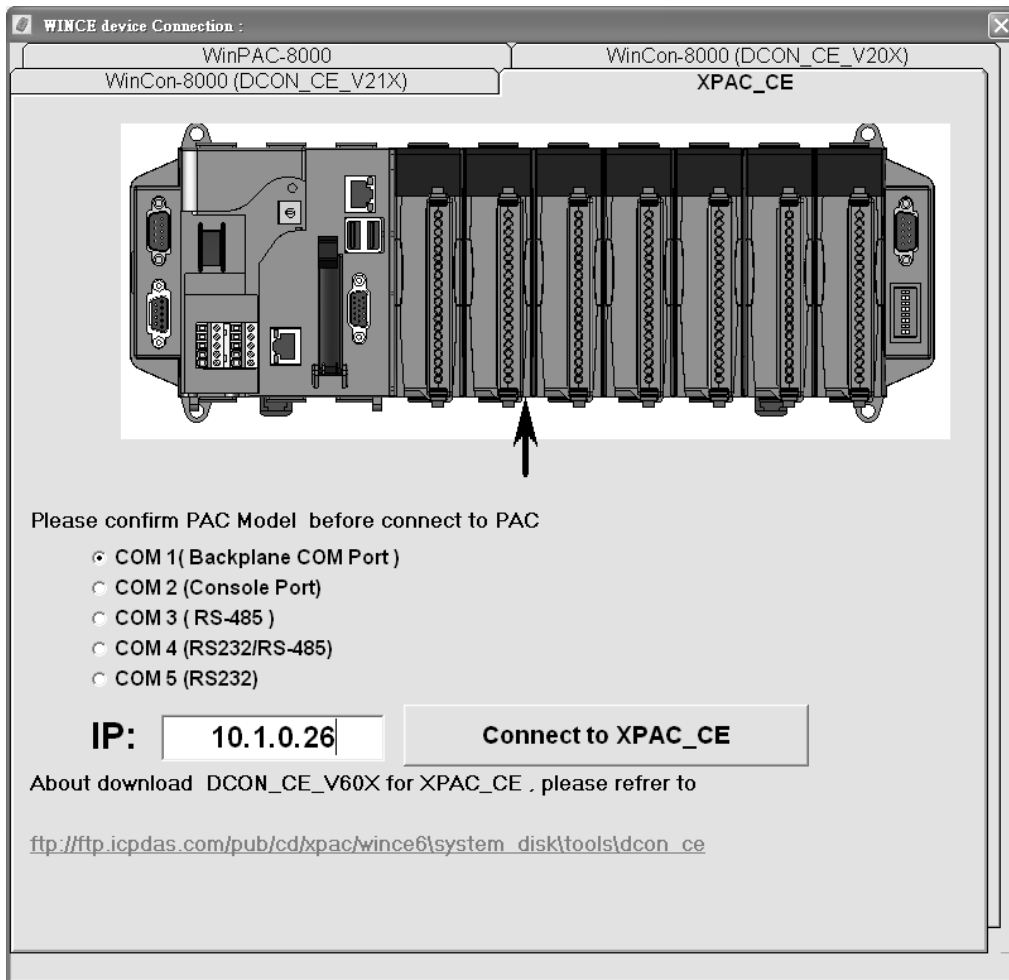 WINCE device Connection :
WinPAC-8000
WinCon-8000 (DCON_CE_V20X)
WinCon-8000 (DCON_CE_V21X)
XPAC_CE
Please confirm PAC Model before connect to PAC
COM 1( Backplane COM Port )
COM 2 (Console Port)
COM 3 ( RS-485 )
COM 4 (RS232/RS-485)
COM 5 (RS232)
IP: 10.1.0.26 Connect to XPAC_CE
About download DCON_CE_V60X for XPAC_CE , please refrer to
ftp://ftp.icpdas.com/pub/cd/xpac/wince6\system_disk\tools\dcon_ce